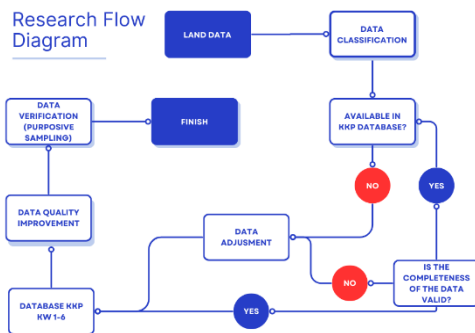 Research Flow
Diagram
LAND DATA
DATA
CLASSIFICATION
DATA
VERIFICATION
(PURPOSIVE
SAMPLING)
FINISH
AVAILABLE IN
KKP DATABASE?
NO
YES
DATA QUALITY
IMPROVEMENT
DATA
ADJUSMENT
NO
IS THE
COMPLETENESS
OF THE DATA
VALID?
DATABASE KKP
KW 1-6
YES